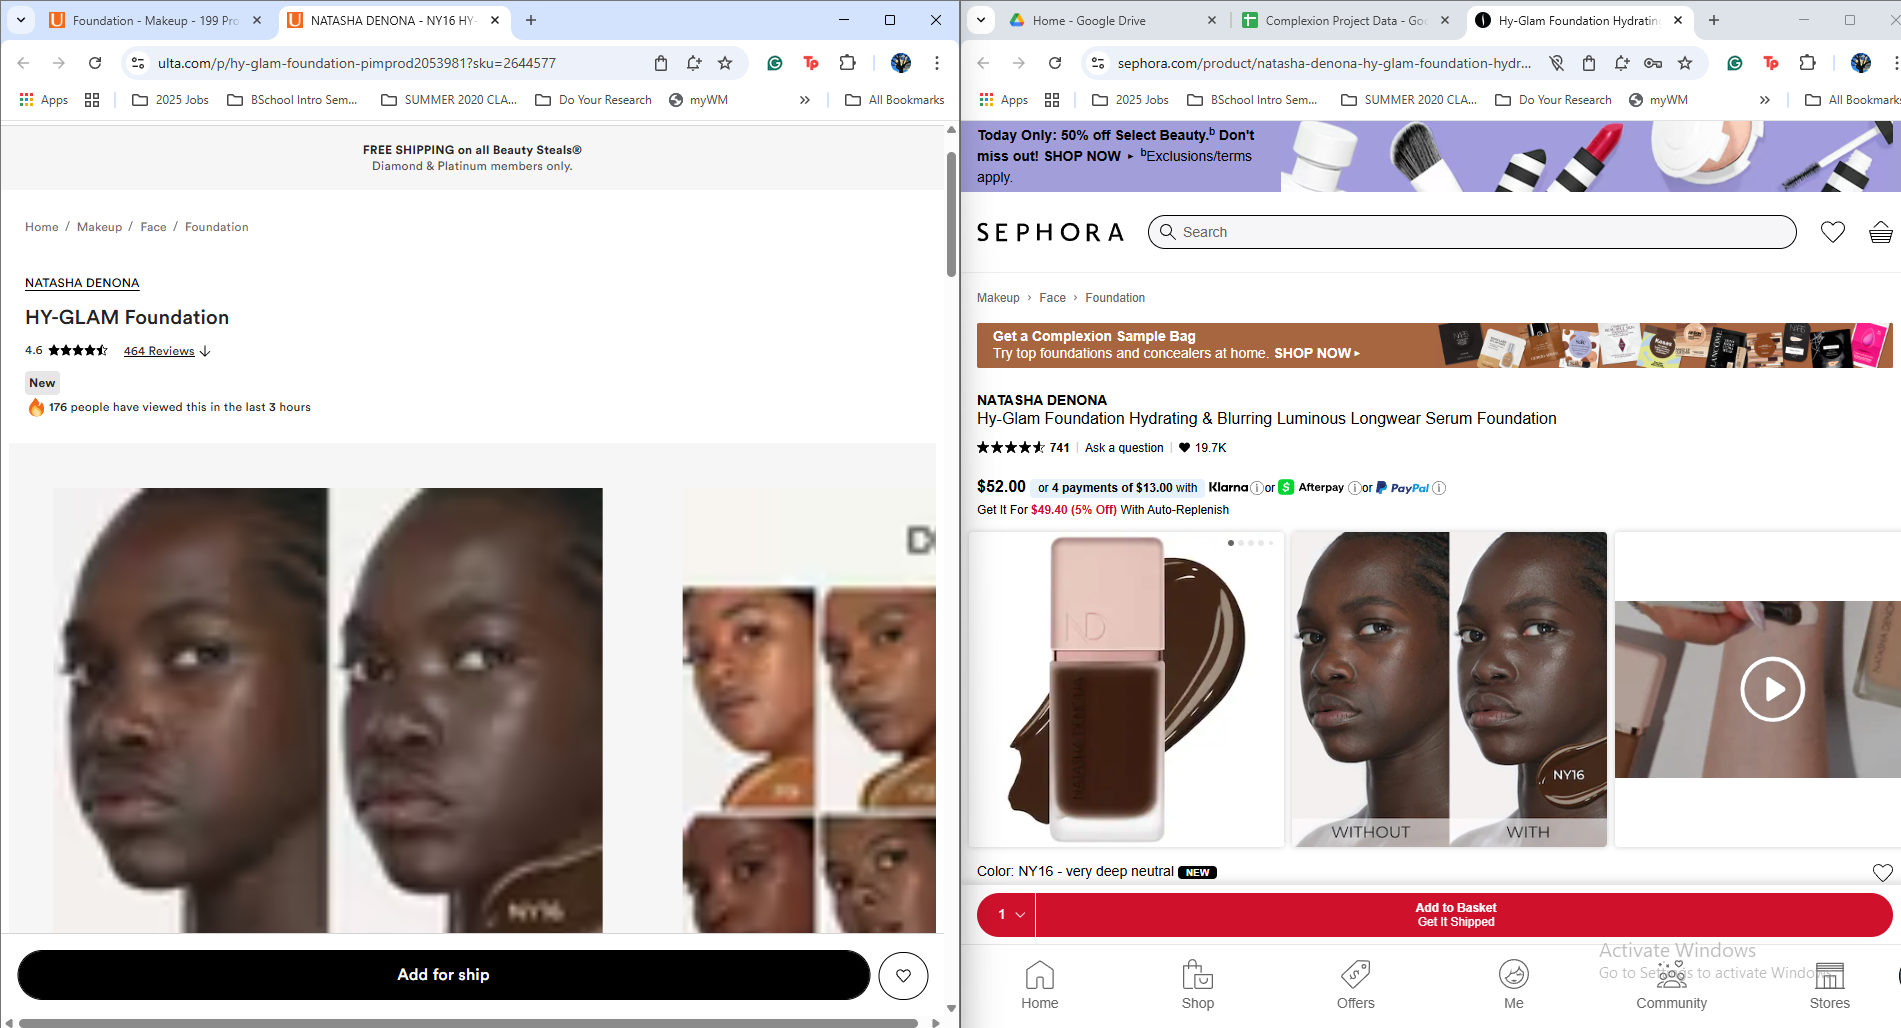 Foundation - Makeup - 199 Pro
NATASHA DENONA - NY16 HY-
ulta.com/p/hy-glam-foundation-pimprod2053981?sku=2644577
Apps
2025 Jobs
BSchool Intro Sem...
SUMMER 2020 CLA...
Do Your Research
myWM
»
All Bookmarks
FREE SHIPPING on all Beauty Steals®
Diamond & Platinum members only.
Home / Makeup / Face / Foundation
NATASHA DENONA
HY-GLAM Foundation
4.6
464 Reviews
New
176 people have viewed this in the last 3 hours
NY16
Add for ship
Home - Google Drive
Complexion Project Data - Goo
Hy-Glam Foundation Hydratin
sephora.com/product/natasha-denona-hy-glam-foundation-hydr...
Apps
2025 Jobs
BSchool Intro Sem...
SUMMER 2020 CLA...
Do Your Research
myWM
»
All Bookmarks
Today Only: 50% off Select Beauty.ᵇ Don't
miss out! SHOP NOW ▸ ᵇExclusions/terms
apply.
SEPHORA
Search
Makeup › Face › Foundation
Get a Complexion Sample Bag
Try top foundations and concealers at home. SHOP NOW ▸
NATASHA DENONA
Hy-Glam Foundation Hydrating & Blurring Luminous Longwear Serum Foundation
741 | Ask a question | 19.7K
$52.00 or 4 payments of $13.00 with Klarna or Afterpay or PayPal
Get It For $49.40 (5% Off) With Auto-Replenish
ND
NATASHA DENONA
NY16
WITHOUT
WITH
Color: NY16 - very deep neutral NEW
1
Add to Basket
Get It Shipped
Activate Windows
Go to Settings to activate Windows.
Home
Shop
Offers
Me
Community
Stores